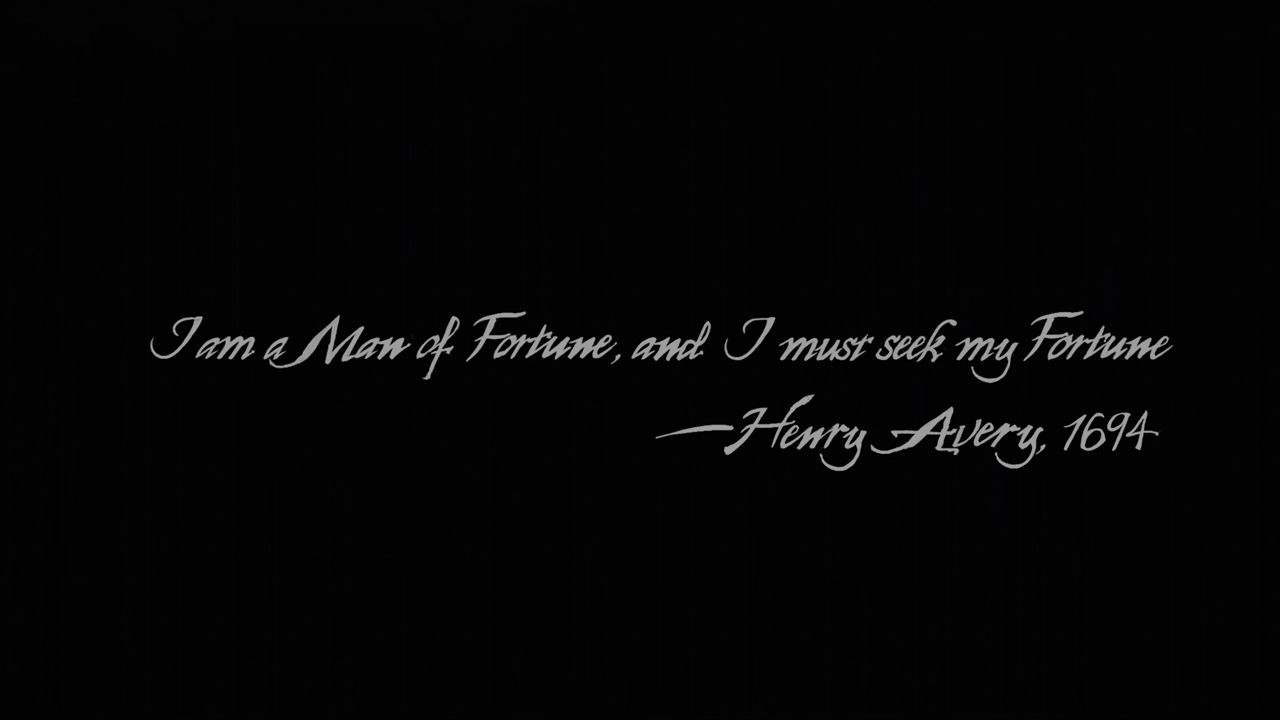 I am a Man of Fortune, and I must seek my Fortune
—Henry Avery, 1694